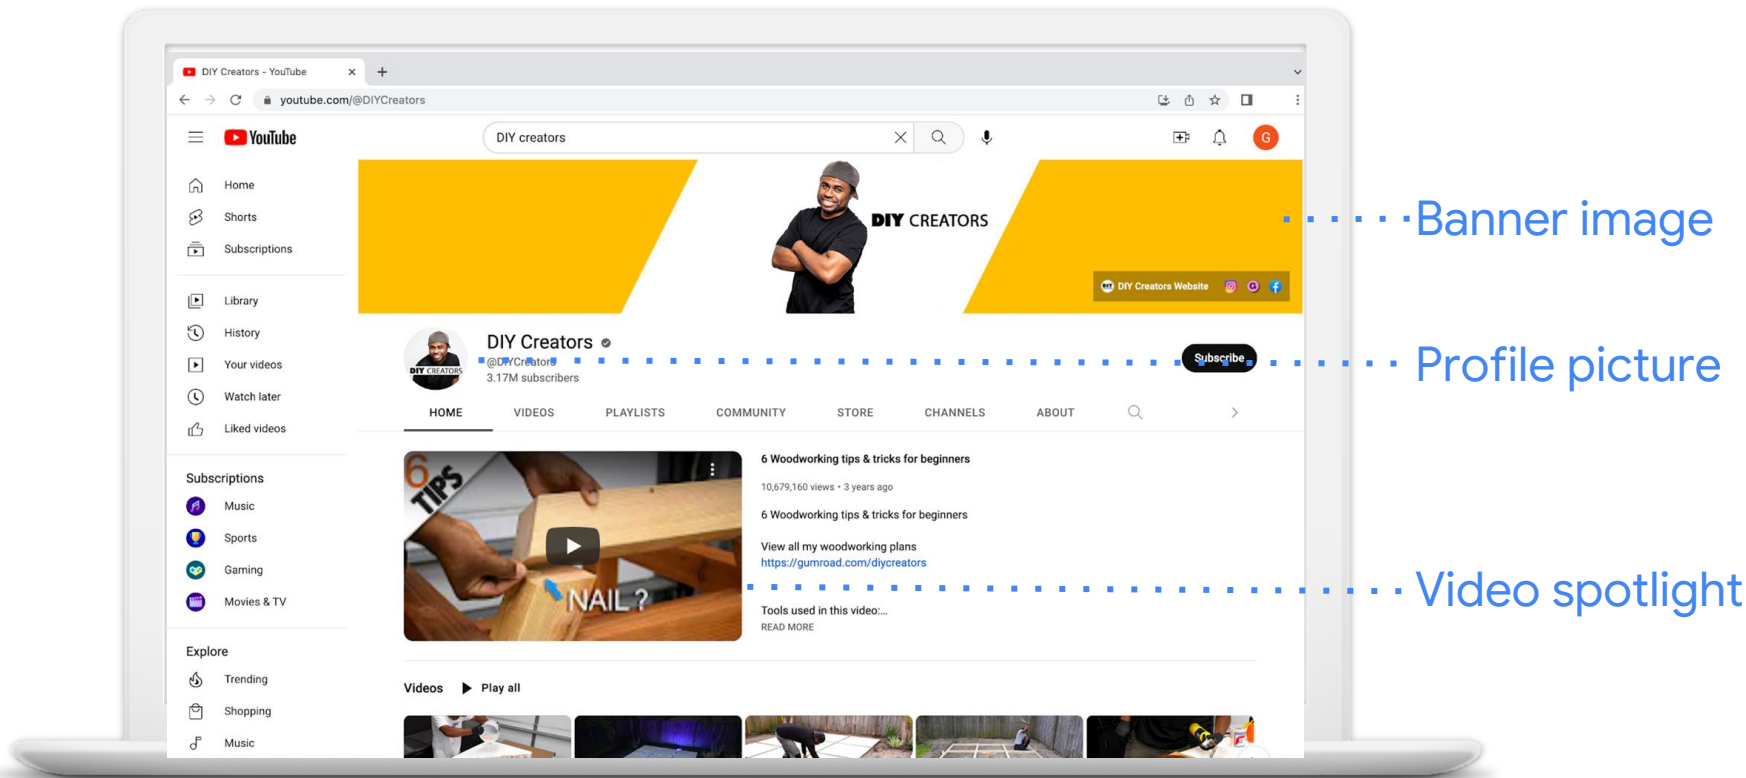 DIY Creators - YouTube
youtube.com/@DIYCreators
YouTube
DIY creators
G
Home
Shorts
Subscriptions
Library
History
Your videos
Watch later
Liked videos
Subscriptions
Music
Sports
Gaming
Movies & TV
Explore
Trending
Shopping
Music
DIY CREATORS
DIY DIY Creators Website G
DIY CREATORS
DIY Creators
@DIYCreators
3.17M subscribers
Subscribe
HOME VIDEOS PLAYLISTS COMMUNITY STORE CHANNELS ABOUT
6
TIPS
NAIL ?
6 Woodworking tips & tricks for beginners
10,679,160 views • 3 years ago
6 Woodworking tips & tricks for beginners
View all my woodworking plans
https://gumroad.com/diycreators
Tools used in this video:...
READ MORE
Videos Play all
Banner image
Profile picture
Video spotlight